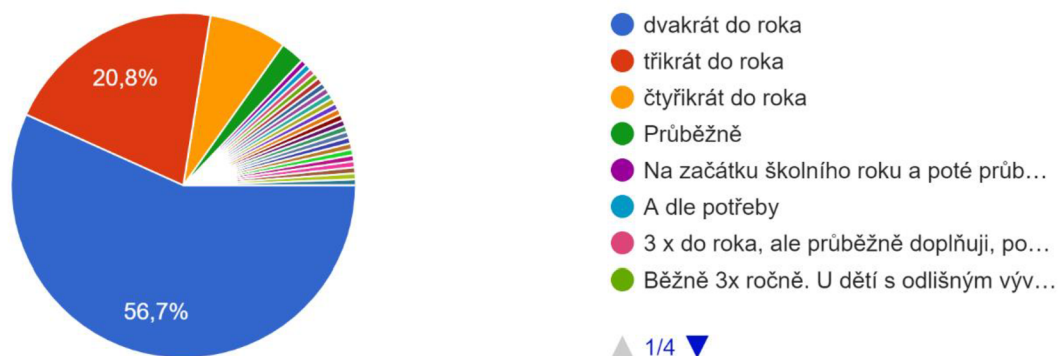 20,8%
56,7%
dvakrát do roka
třikrát do roka
čtyřikrát do roka
Průběžně
Na začátku školního roku a poté průb…
A dle potřeby
3 x do roka, ale průběžně doplňuji, po…
Běžně 3x ročně. U dětí s odlišným výv…
1/4